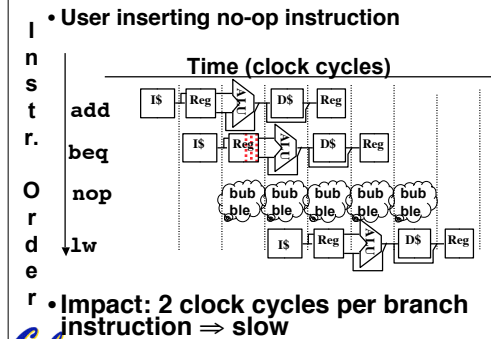 • User inserting no-op instruction
Time (clock cycles)
Instr. Order
add I$ Reg ALU D$ Reg
beq I$ Reg ALU D$ Reg
nop bub ble bub ble bub ble bub ble bub ble
lw I$ Reg ALU D$ Reg
• Impact: 2 clock cycles per branch
instruction ⇒ slow